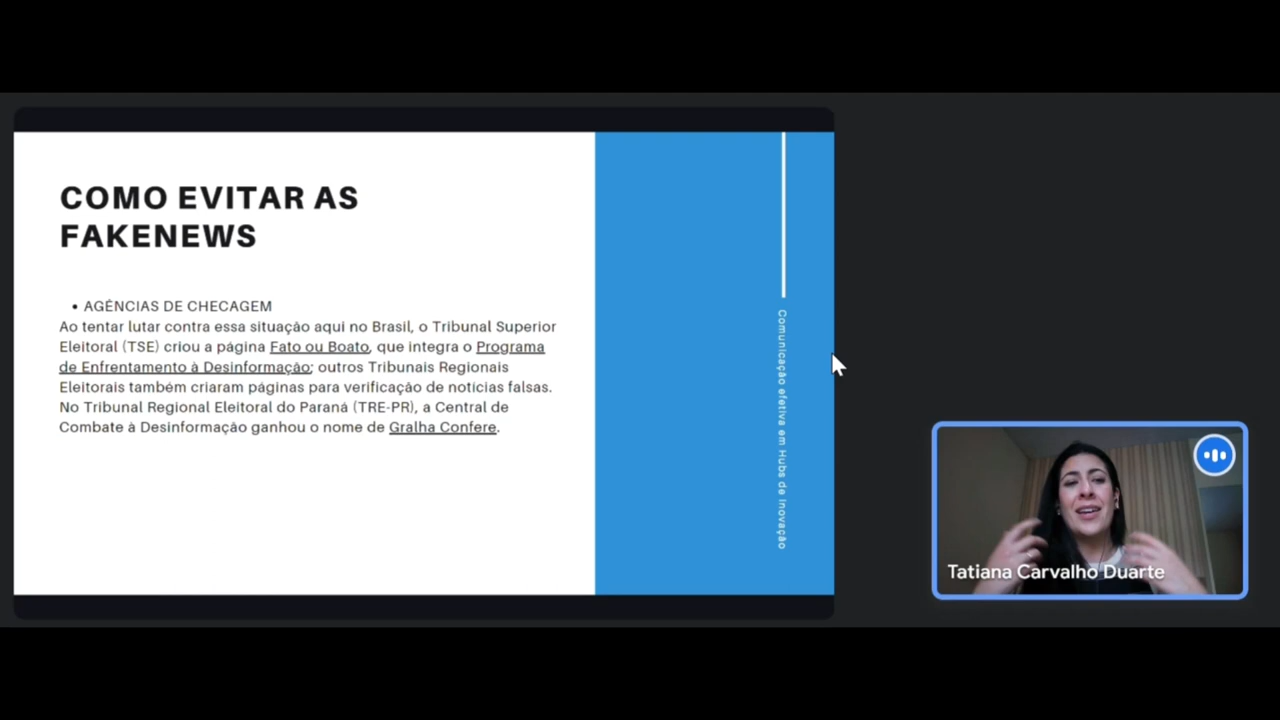 COMO EVITAR AS
FAKENEWS
• AGÊNCIAS DE CHECAGEM
Ao tentar lutar contra essa situação aqui no Brasil, o Tribunal Superior
Eleitoral (TSE) criou a página Fato ou Boato, que integra o Programa
de Enfrentamento à Desinformação; outros Tribunais Regionais
Eleitorais também criaram páginas para verificação de notícias falsas.
No Tribunal Regional Eleitoral do Paraná (TRE-PR), a Central de
Combate à Desinformação ganhou o nome de Gralha Confere.
Comunicação efetiva em Hubs de Inovação
Tatiana Carvalho Duarte